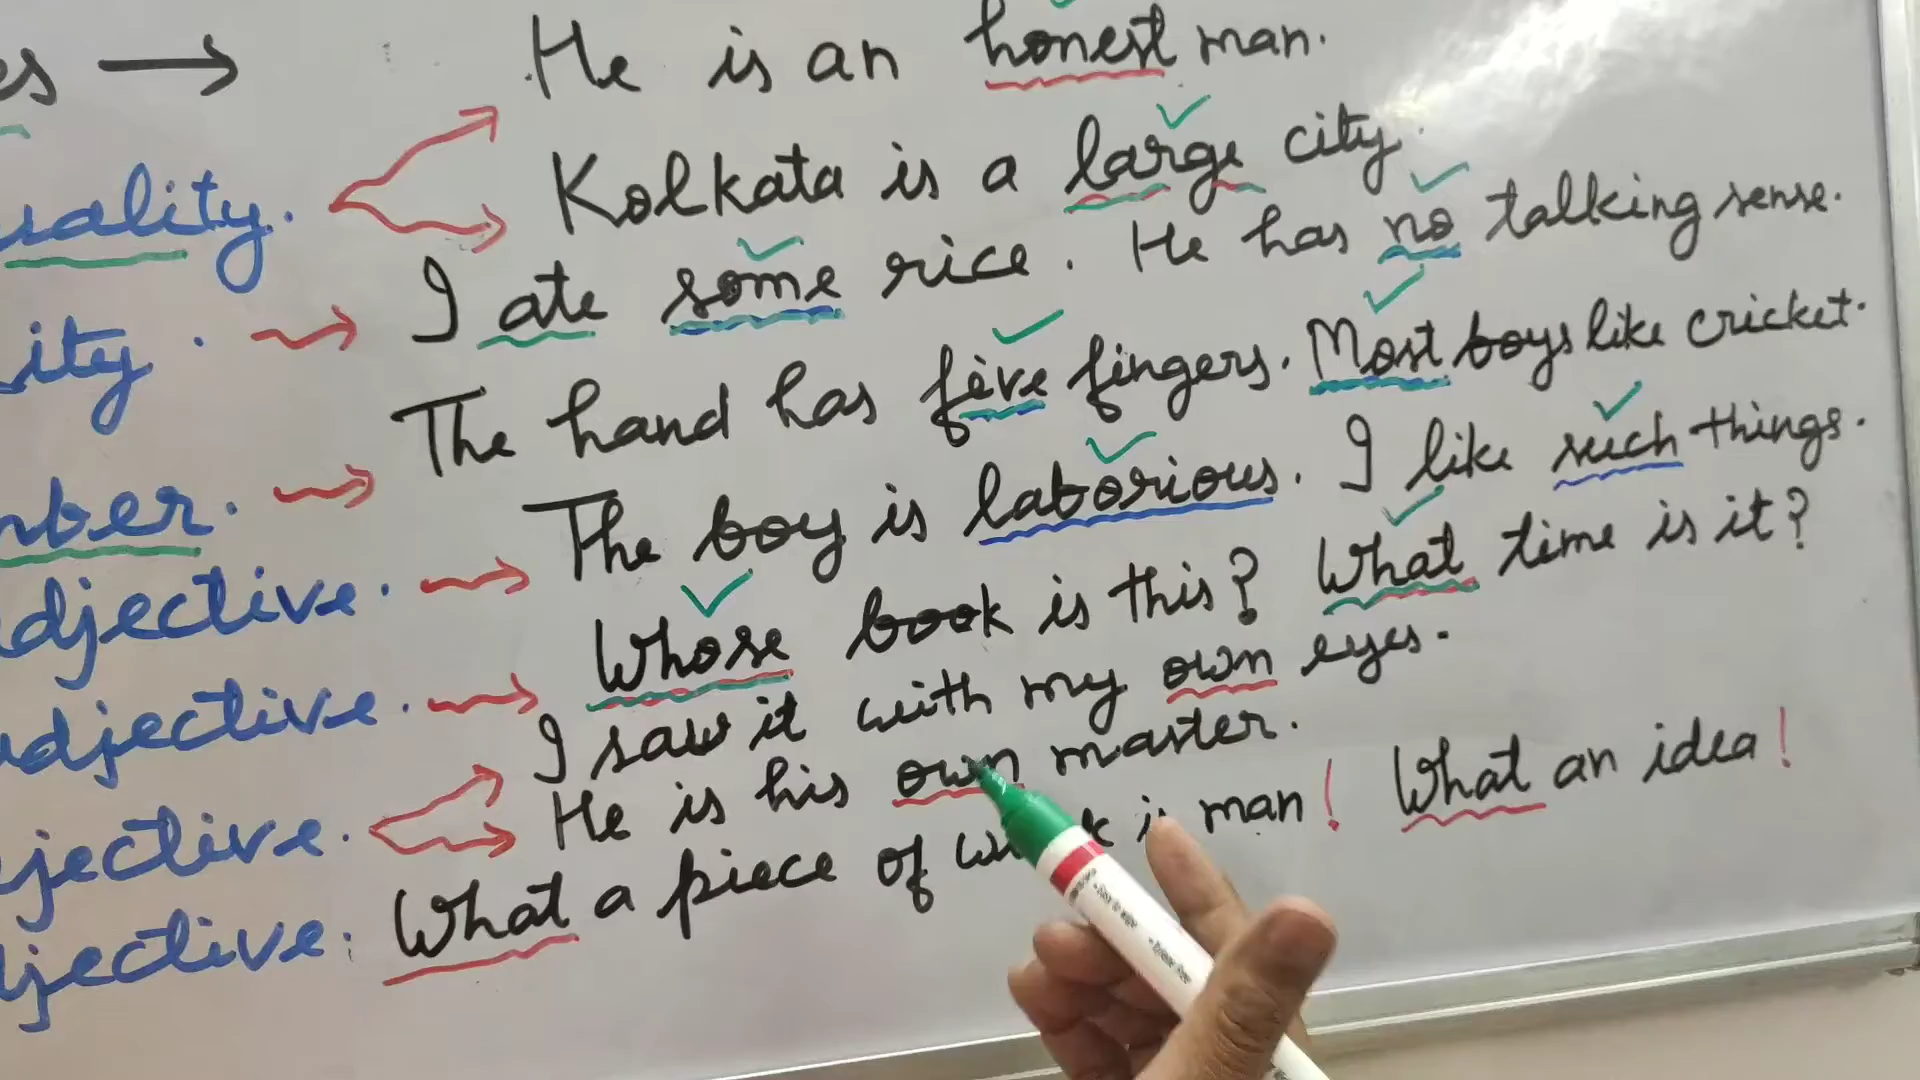 es → He is an honest man.
uality. Kolkata is a large city.
ity. → I ate some rice. He has no talking sense.
mber. → The hand has five fingers. Most boys like cricket.
djective. → The boy is laborious. I like such things.
djective. → Whose book is this? What time is it?
jective. I saw it with my own eyes.
He is his own master.
jective: What a piece of is man! What an idea!